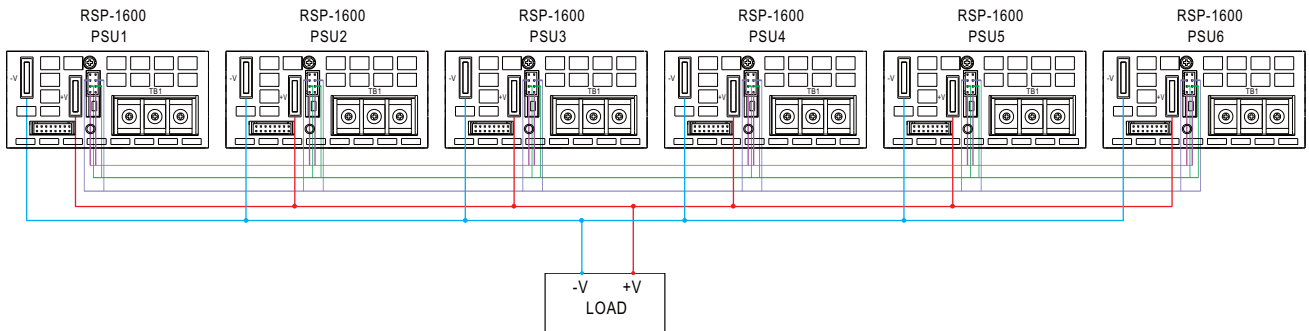 RSP-1600 RSP-1600 RSP-1600 RSP-1600 RSP-1600 RSP-1600
PSU1 PSU2 PSU3 PSU4 PSU5 PSU6
-V -V -V -V -V -V
+V +V +V +V +V +V
TB1 TB1 TB1 TB1 TB1 TB1
-V +V
LOAD